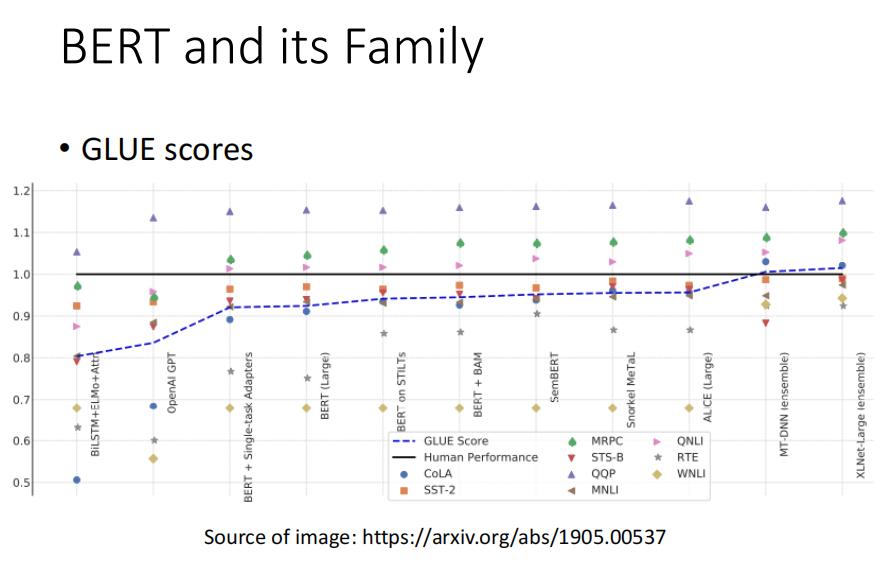 BERT and its Family
• GLUE scores
1.2
1.1
1.0
0.9
0.8
0.7
0.6
0.5
BiLSTM+ELMo+Attn
OpenAI GPT
BERT + Single-task Adapters
BERT (Large)
BERT on STILTs
BERT + BAM
SemBERT
Snorkel MeTaL
ALICE (Large)
MT-DNN (ensemble)
XLNet-Large (ensemble)
GLUE Score
Human Performance
CoLA
SST-2
MRPC
STS-B
QQP
MNLI
QNLI
RTE
WNLI
Source of image: https://arxiv.org/abs/1905.00537